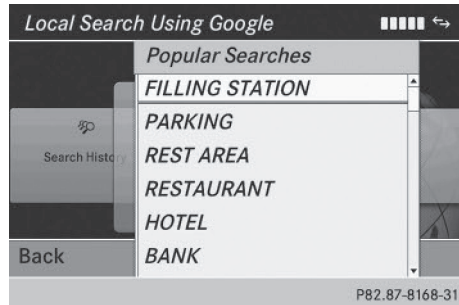 Local Search Using Google
Popular Searches
FILLING STATION
PARKING
Search History
REST AREA
RESTAURANT
HOTEL
Back
BANK
P82.87-8168-31